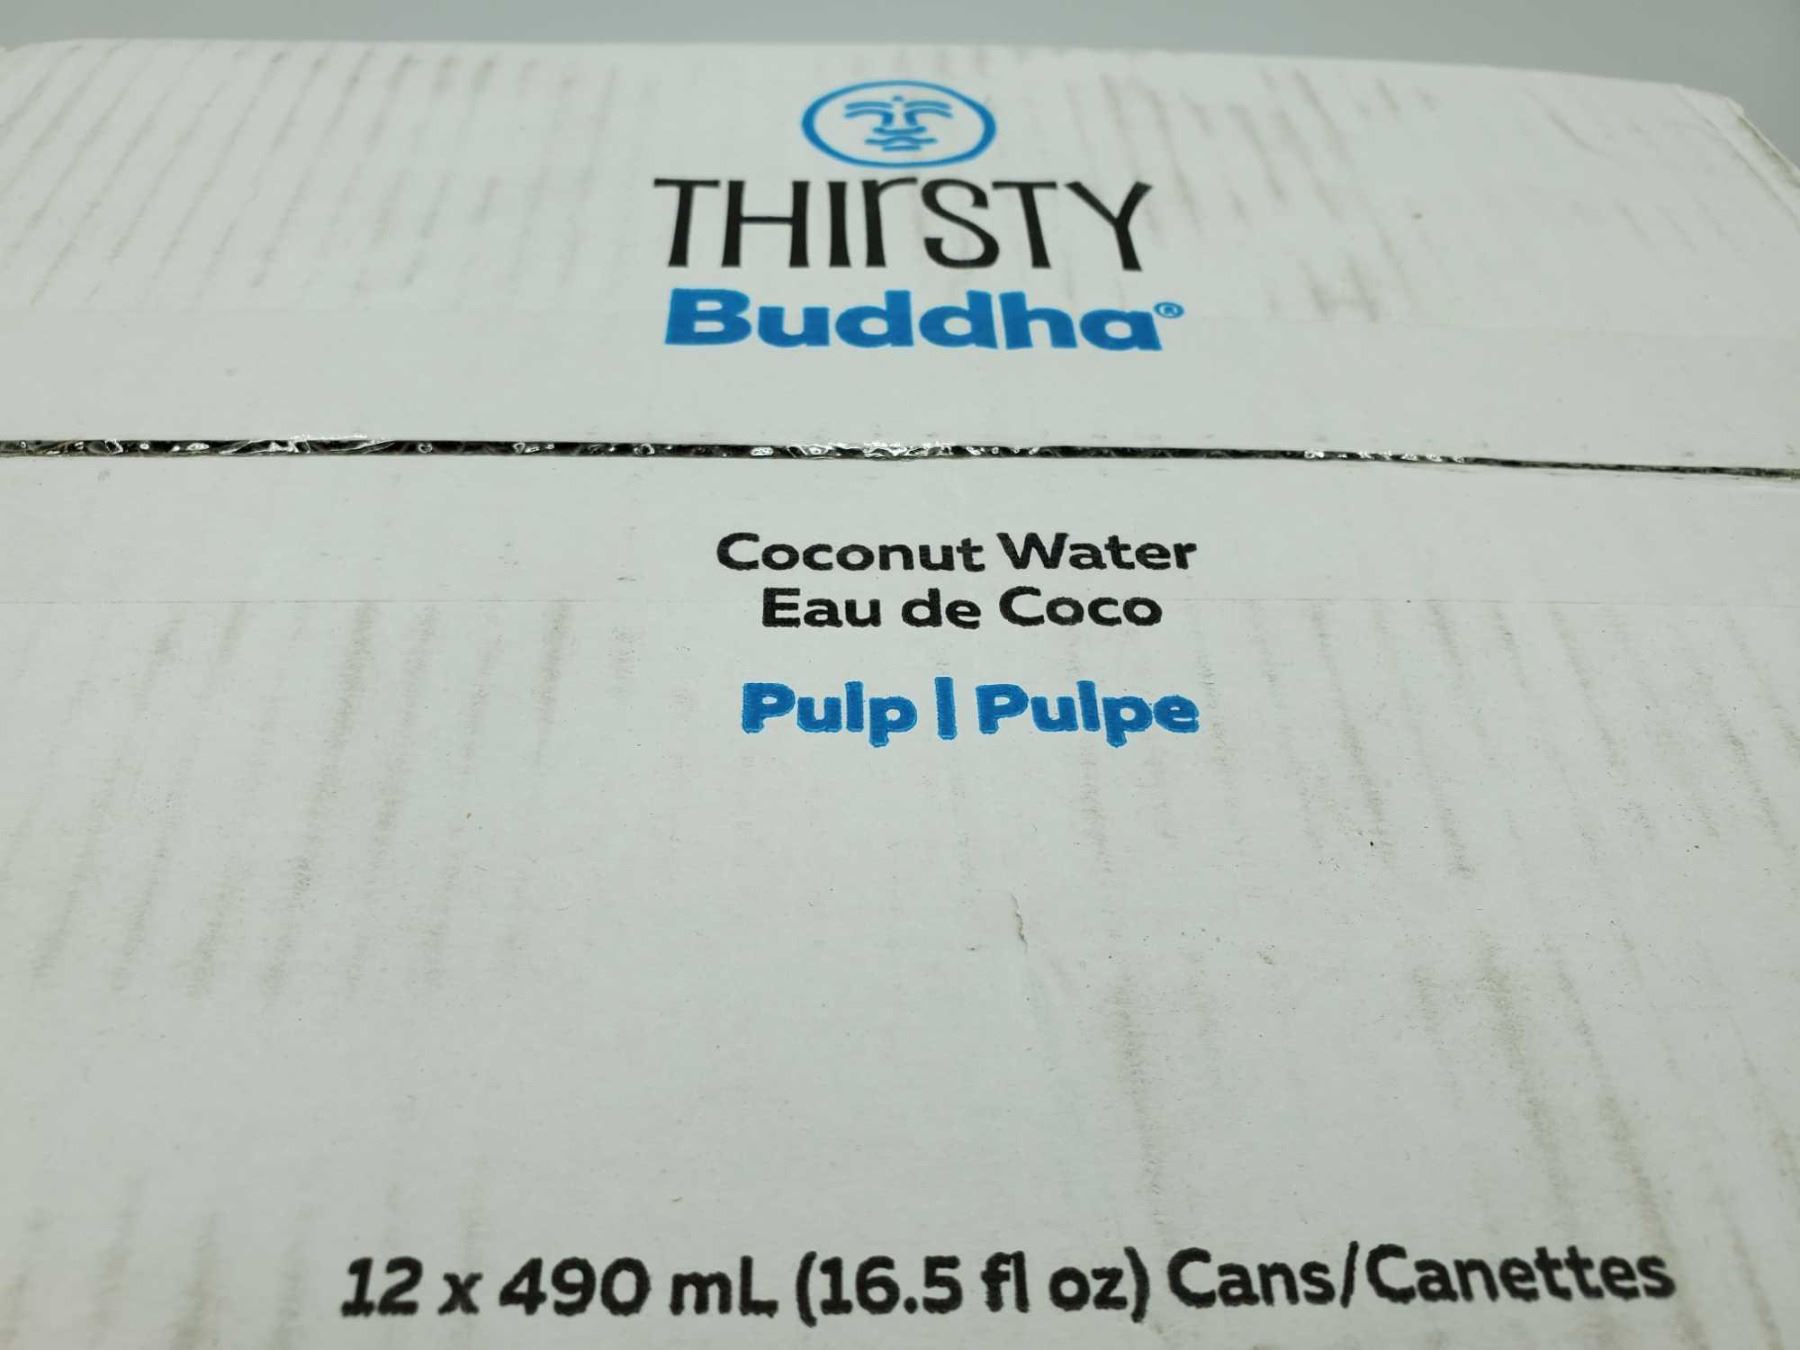 THIrSTY
Buddha®
Coconut Water
Eau de Coco
Pulp | Pulpe
12 x 490 mL (16.5 fl oz) Cans/Canettes